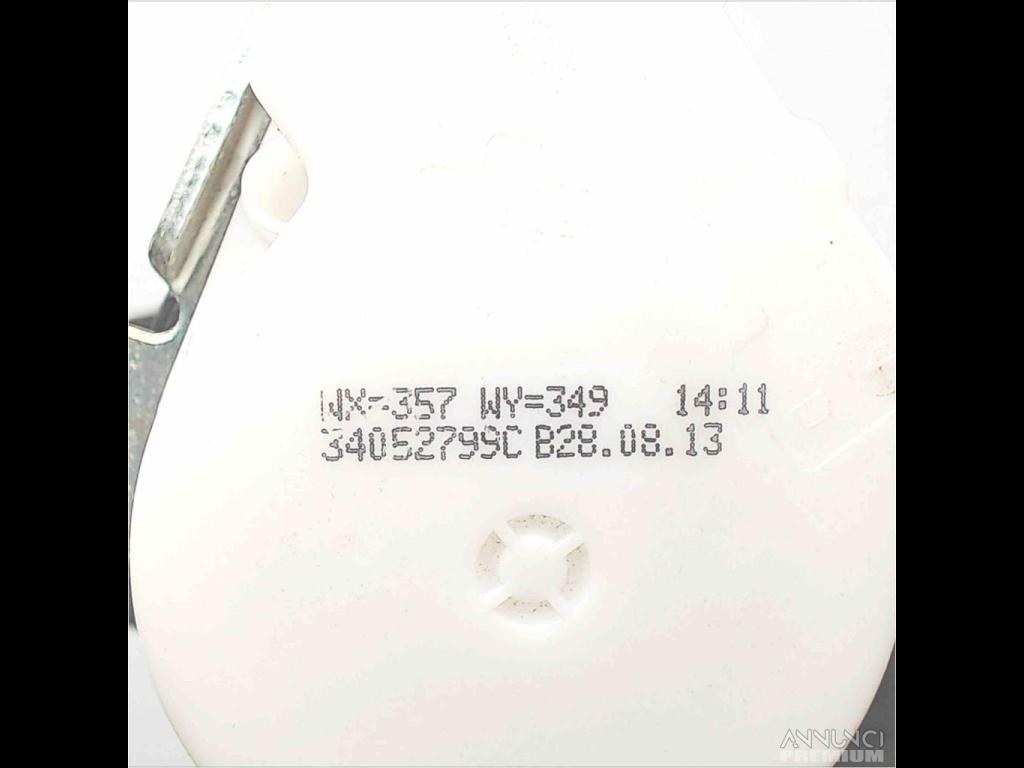 WX=357 WY=349 14:11
34052799C B28.08.13
ANNUNCI
PREMIUM